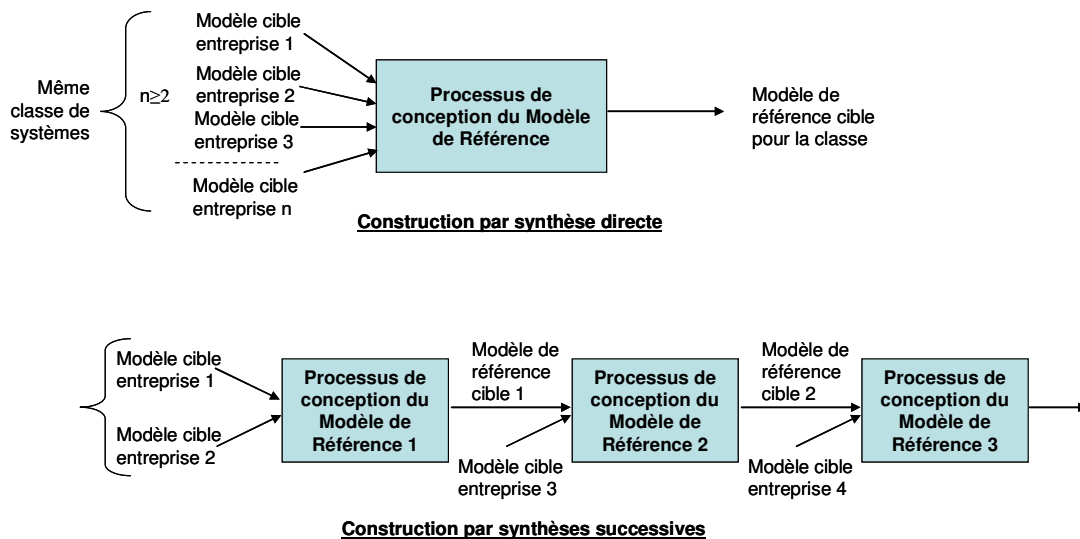 Même
classe de
systèmes
n≥2
Modèle cible
entreprise 1
Modèle cible
entreprise 2
Modèle cible
entreprise 3
Modèle cible
entreprise n
Processus de
conception du Modèle
de Référence
Modèle de
référence cible
pour la classe
Construction par synthèse directe
Modèle cible
entreprise 1
Modèle cible
entreprise 2
Processus de
conception du
Modèle de
Référence 1
Modèle de
référence
cible 1
Modèle cible
entreprise 3
Processus de
conception du
Modèle de
Référence 2
Modèle de
référence
cible 2
Modèle cible
entreprise 4
Processus de
conception du
Modèle de
Référence 3
Construction par synthèses successives